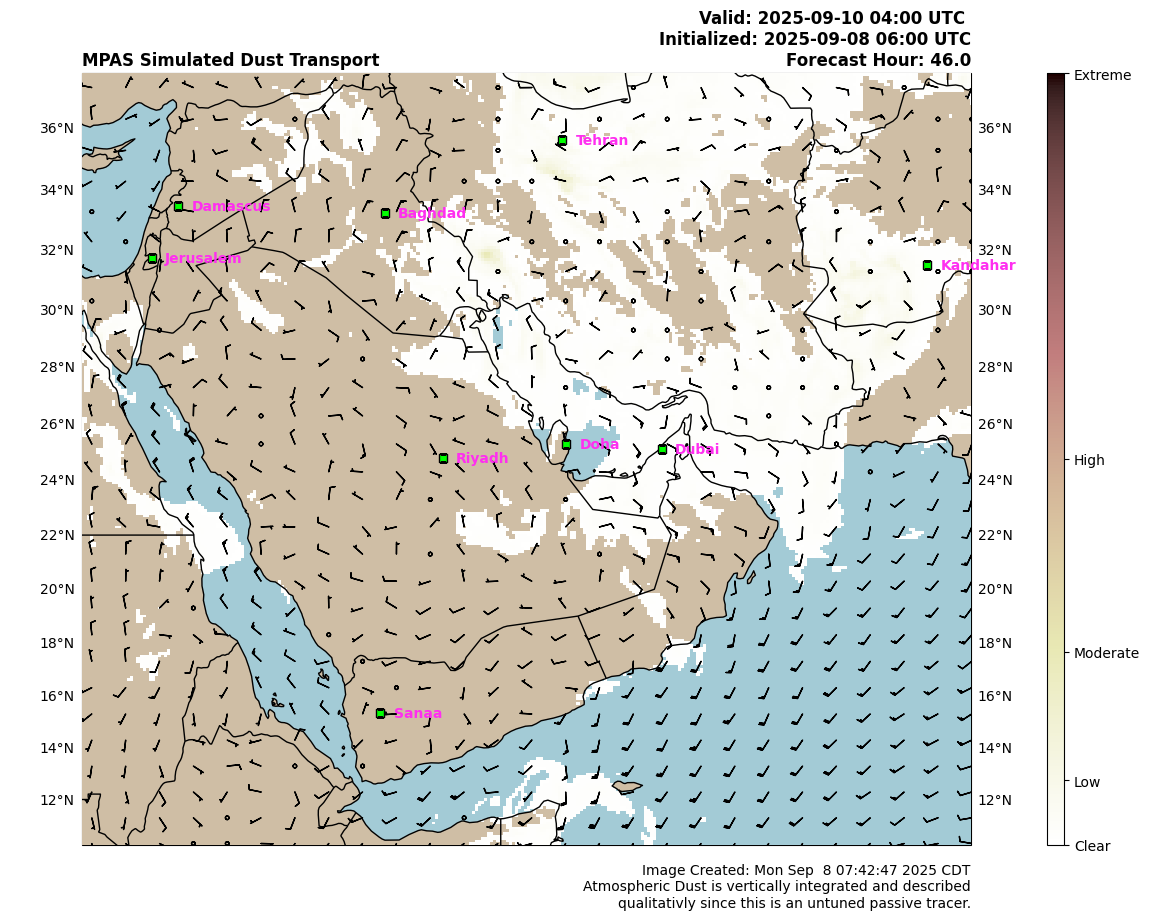 Valid: 2025-09-10 04:00 UTC
Initialized: 2025-09-08 06:00 UTC
MPAS Simulated Dust Transport
Forecast Hour: 46.0
Extreme
36°N
36°N
Tehran
34°N
34°N
Damascus
Baghdad
32°N
32°N
Jerusalem
Kandahar
30°N
30°N
28°N
28°N
26°N
26°N
Doha
Dubai
Riyadh
High
24°N
24°N
22°N
22°N
20°N
20°N
18°N
18°N
Moderate
16°N
16°N
Sanaa
14°N
14°N
Low
12°N
12°N
Clear
Image Created: Mon Sep  8 07:42:47 2025 CDT
Atmospheric Dust is vertically integrated and described
qualitativly since this is an untuned passive tracer.